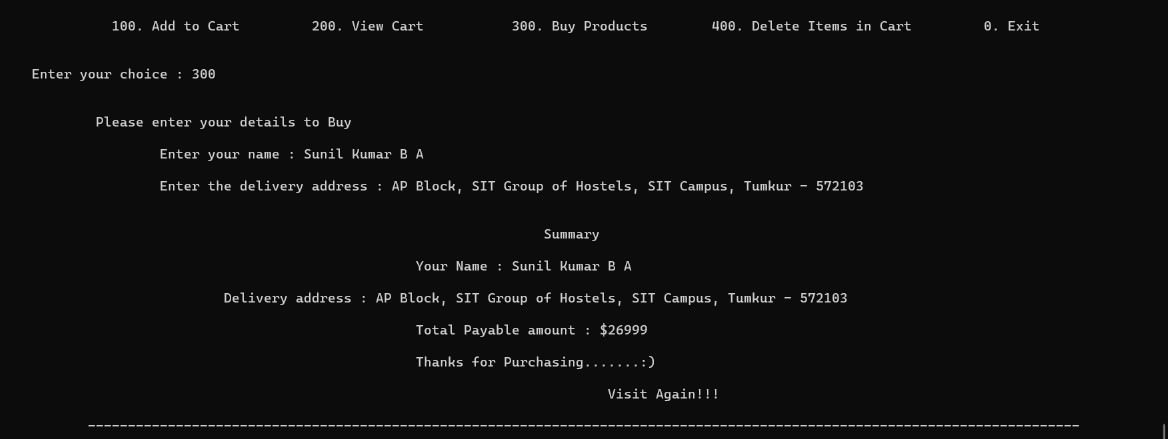 100. Add to Cart 200. View Cart 300. Buy Products 400. Delete Items in Cart 0. Exit
Enter your choice : 300
Please enter your details to Buy
Enter your name : Sunil Kumar B A
Enter the delivery address : AP Block, SIT Group of Hostels, SIT Campus, Tumkur - 572103
Summary
Your Name : Sunil Kumar B A
Delivery address : AP Block, SIT Group of Hostels, SIT Campus, Tumkur - 572103
Total Payable amount : $26999
Thanks for Purchasing.......:)
Visit Again!!!
----------------------------------------------------------------------------------------------------------------------------